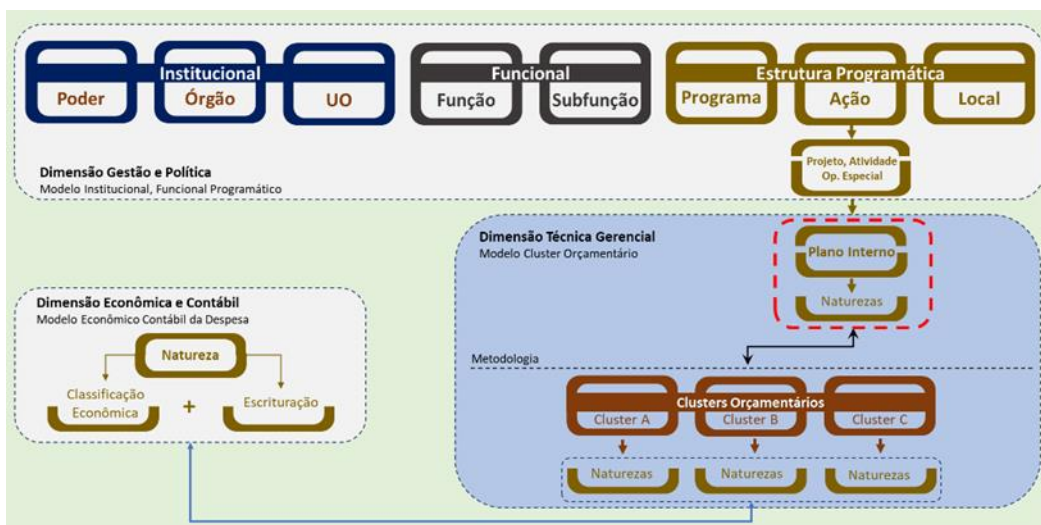 Institucional
Poder
Órgão
UO
Funcional
Função
Subfunção
Estrutura Programática
Programa
Ação
Local
Projeto, Atividade
Op. Especial
Dimensão Gestão e Política
Modelo Institucional, Funcional Programático
Dimensão Técnica Gerencial
Modelo Cluster Orçamentário
Plano Interno
Naturezas
Dimensão Econômica e Contábil
Modelo Econômico Contábil da Despesa
Natureza
Classificação
Econômica
+
Escrituração
Metodologia
Clusters Orçamentários
Cluster A
Cluster B
Cluster C
Naturezas
Naturezas
Naturezas